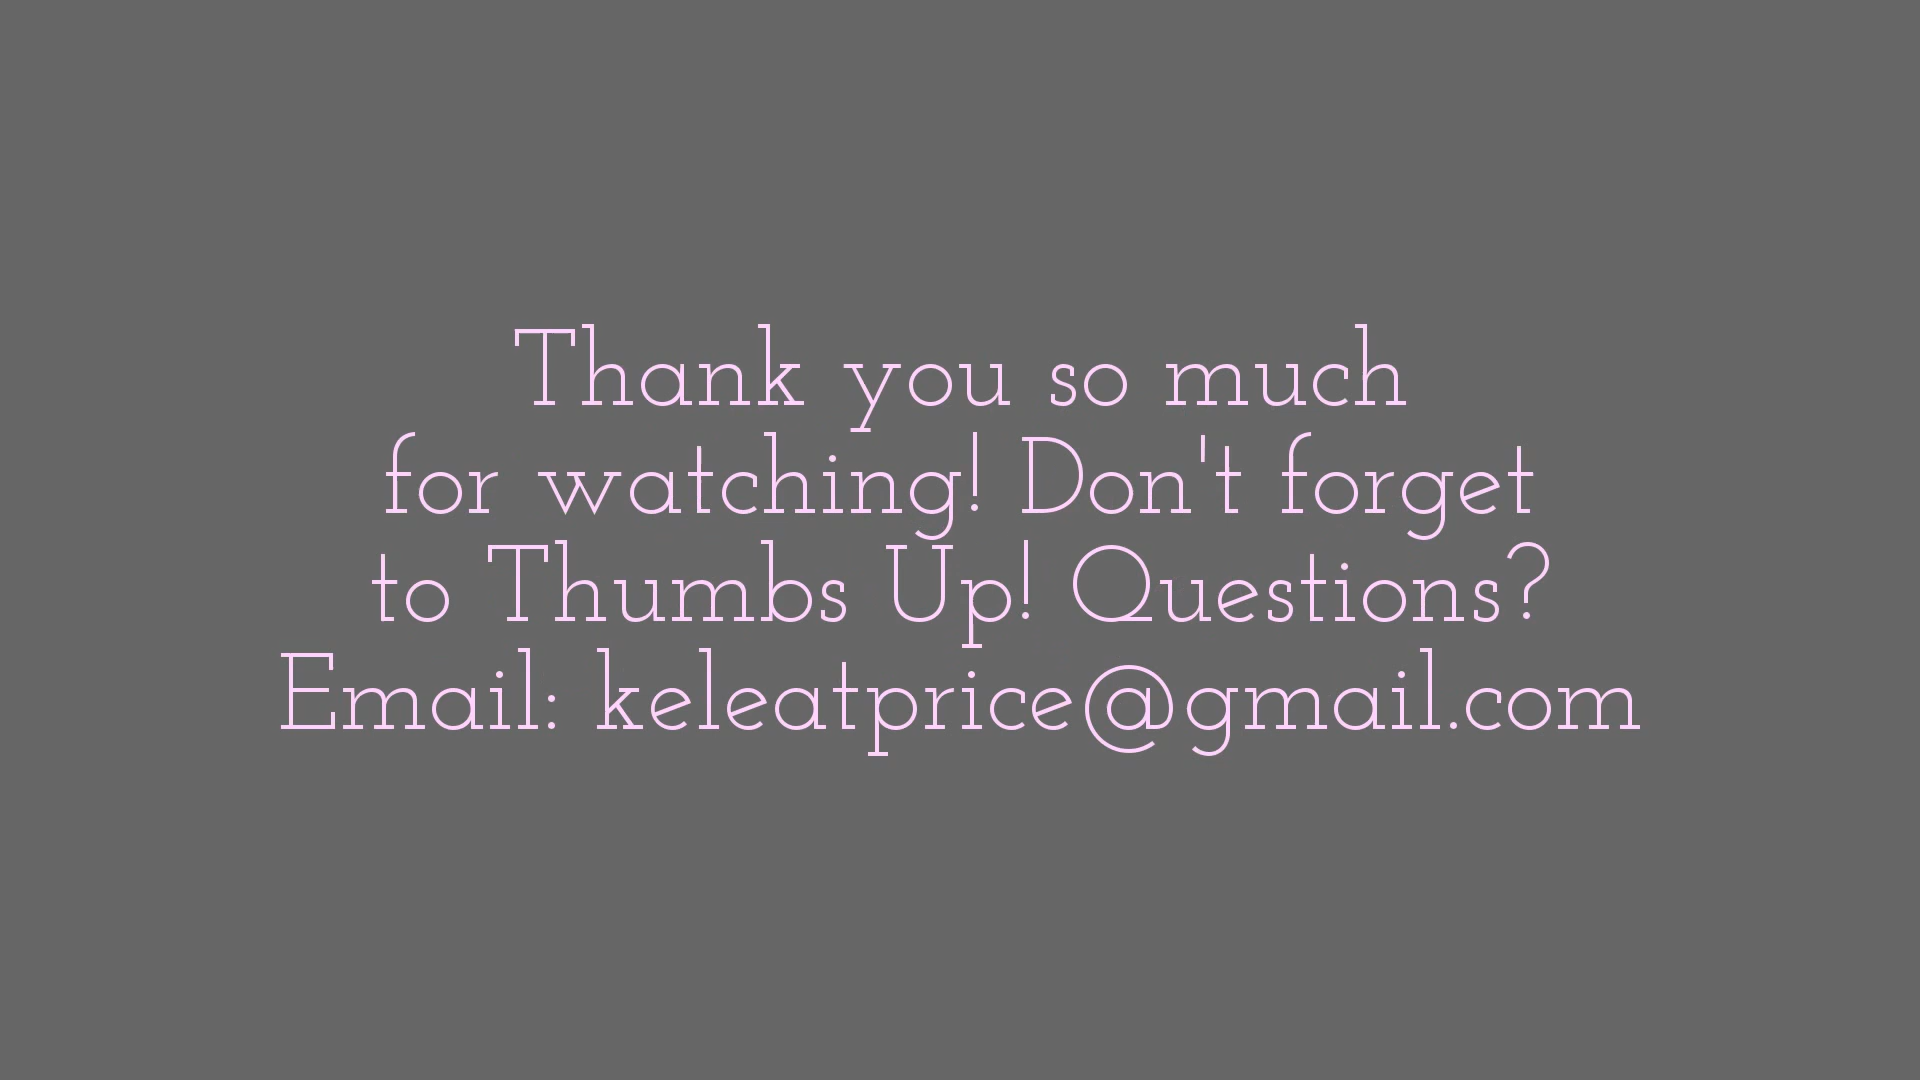 Thank you so much
for watching! Don't forget
to Thumbs Up! Questions?
Email: keleatprice@gmail.com